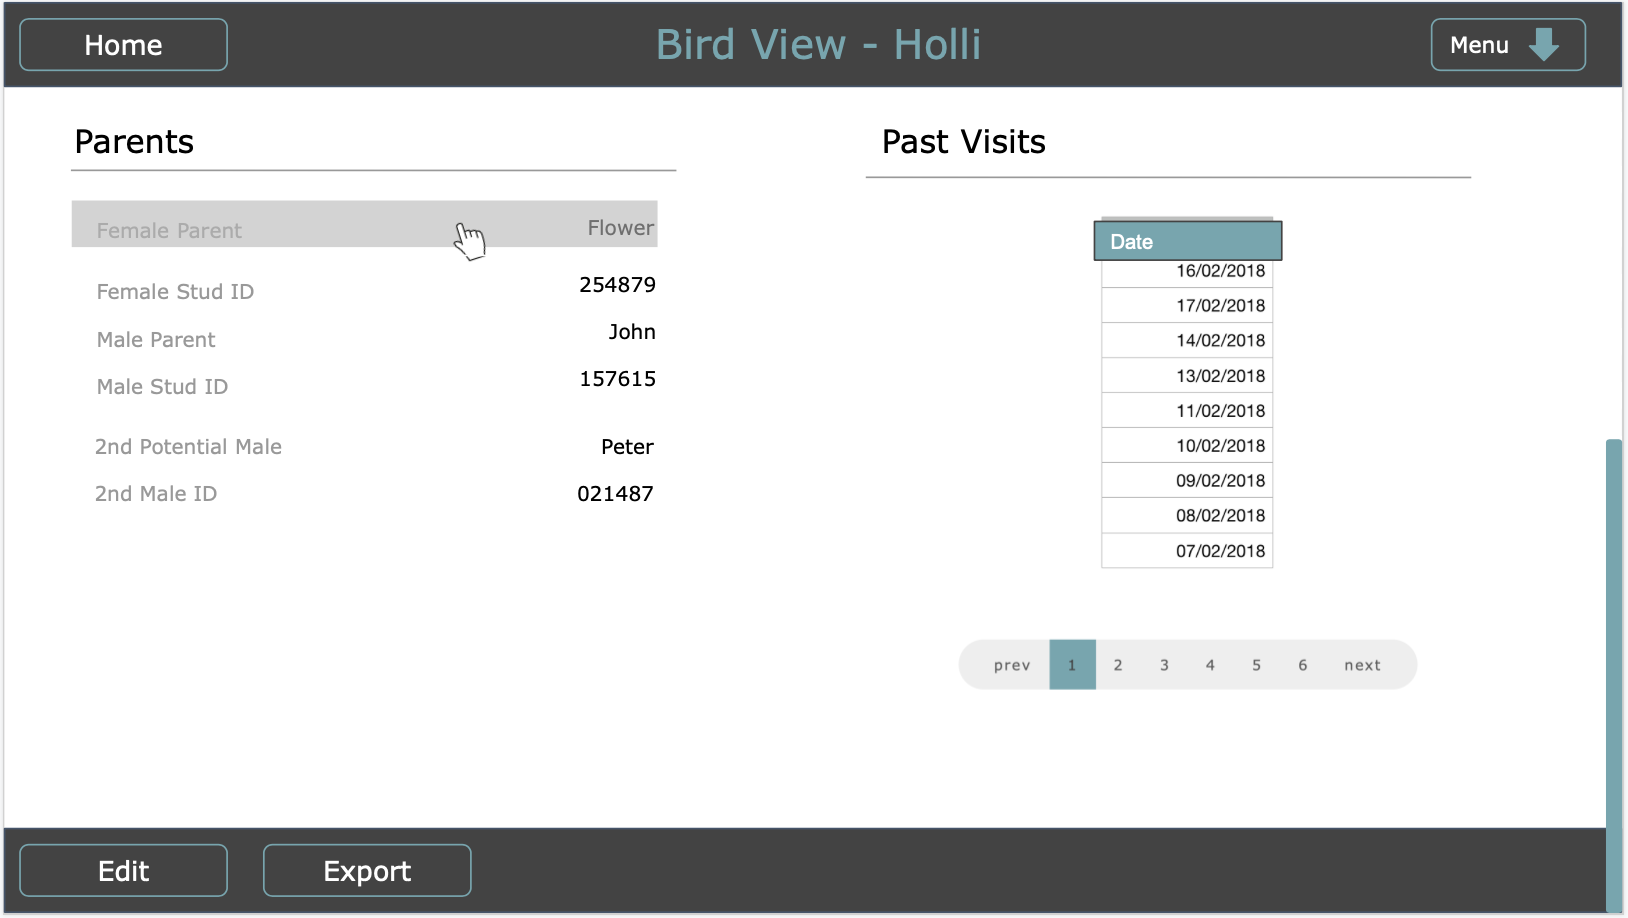 Home
Bird View - Holli
Menu
Parents
Female Parent Flower
Female Stud ID 254879
Male Parent John
Male Stud ID 157615
2nd Potential Male Peter
2nd Male ID 021487
Past Visits
Date
16/02/2018
17/02/2018
14/02/2018
13/02/2018
11/02/2018
10/02/2018
09/02/2018
08/02/2018
07/02/2018
prev 1 2 3 4 5 6 next
Edit
Export